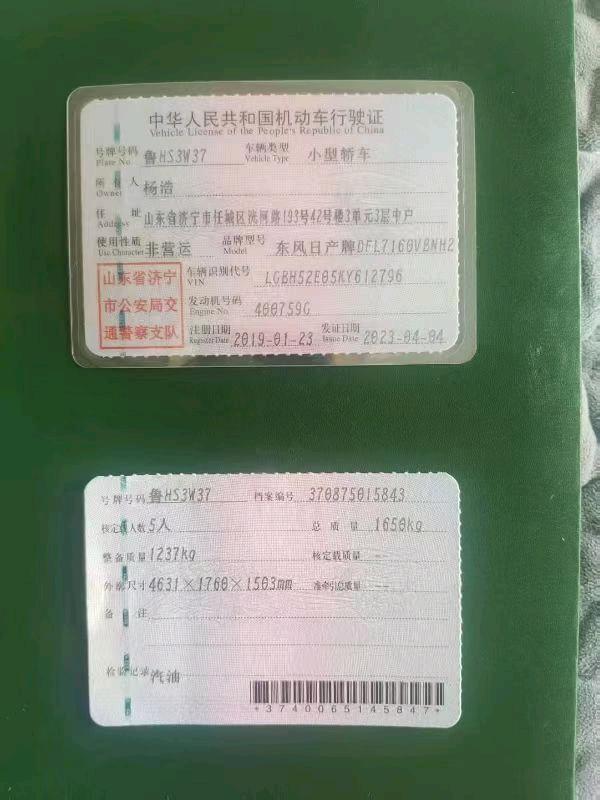 中华人民共和国机动车行驶证
Vehicle License of the People's Republic of China
号牌号码 鲁HS3W37 车辆类型 小型轿车
Plate No. Vehicle Type
所有人 杨浩
Owner
住址 山东省济宁市任城区洸河路193号42号楼3单元3层中户
Address
使用性质 非营运 品牌型号 东风日产牌DFL7160VBNH2
Use Character Model
山东省济宁
市公安局交
通警察支队
车辆识别代号 LGBH52E05KY612796
VIN
发动机号码 400759G
Engine No.
注册日期 2019-01-23 发证日期 2023-04-04
Register Date Issue Date
号牌号码 鲁HS3W37 档案编号 370875015843
核定载人数 5人 总质量 1650kg
整备质量 1237kg 核定载质量 --
外廓尺寸 4631×1760×1503mm 准牵引总质量 --
备注
检验记录 汽油
*3740065145847*